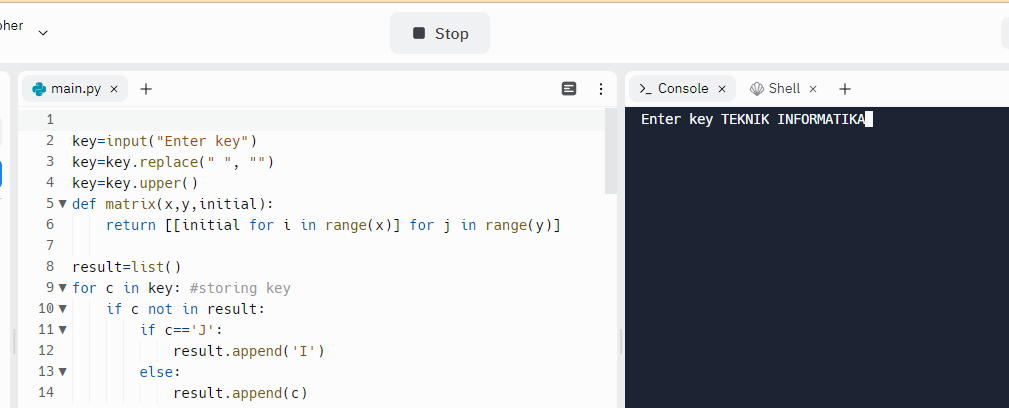 Stop
main.py × +
1
2 key=input("Enter key")
3 key=key.replace(" ", "")
4 key=key.upper()
5 def matrix(x,y,initial):
6     return [[initial for i in range(x)] for j in range(y)]
7
8 result=list()
9 for c in key: #storing key
10     if c not in result:
11         if c=='J':
12             result.append('I')
13         else:
14             result.append(c)
>_ Console × Shell × +
Enter key TEKNIK INFORMATIKA